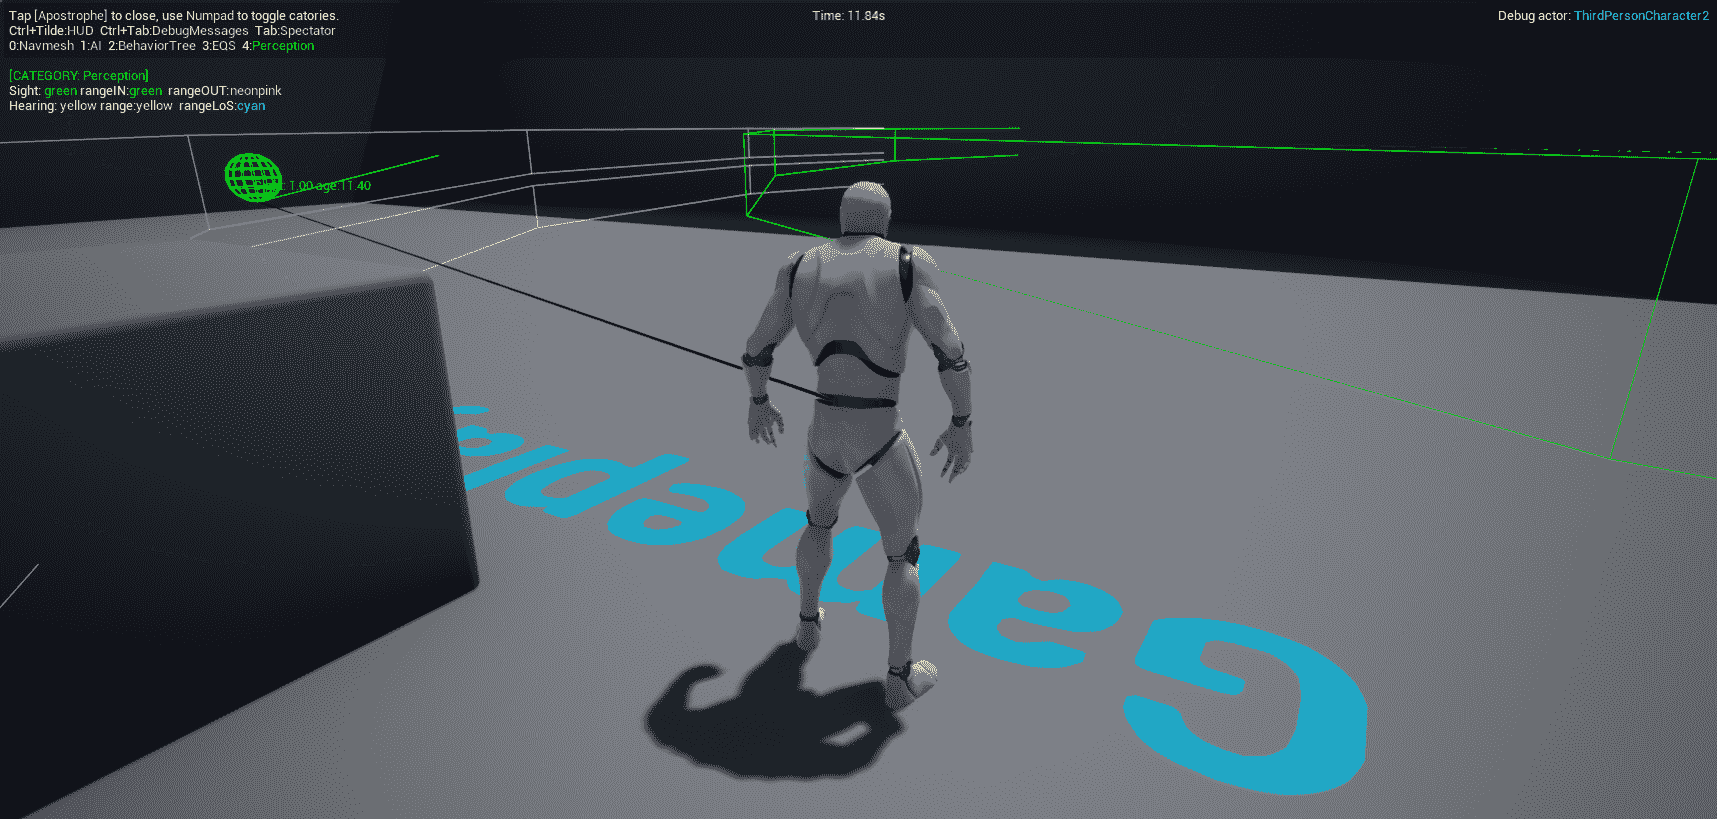 Tap [Apostrophe] to close, use Numpad to toggle catories.
Ctrl+Tilde:HUD Ctrl+Tab:DebugMessages Tab:Spectator
0:Navmesh 1:AI 2:BehaviorTree 3:EQS 4:Perception
Time: 11.84s
Debug actor: ThirdPersonCharacter2
[CATEGORY: Perception]
Sight: green rangeIN:green rangeOUT:neonpink
Hearing: yellow range:yellow rangeLoS:cyan
1.00 age:11.40